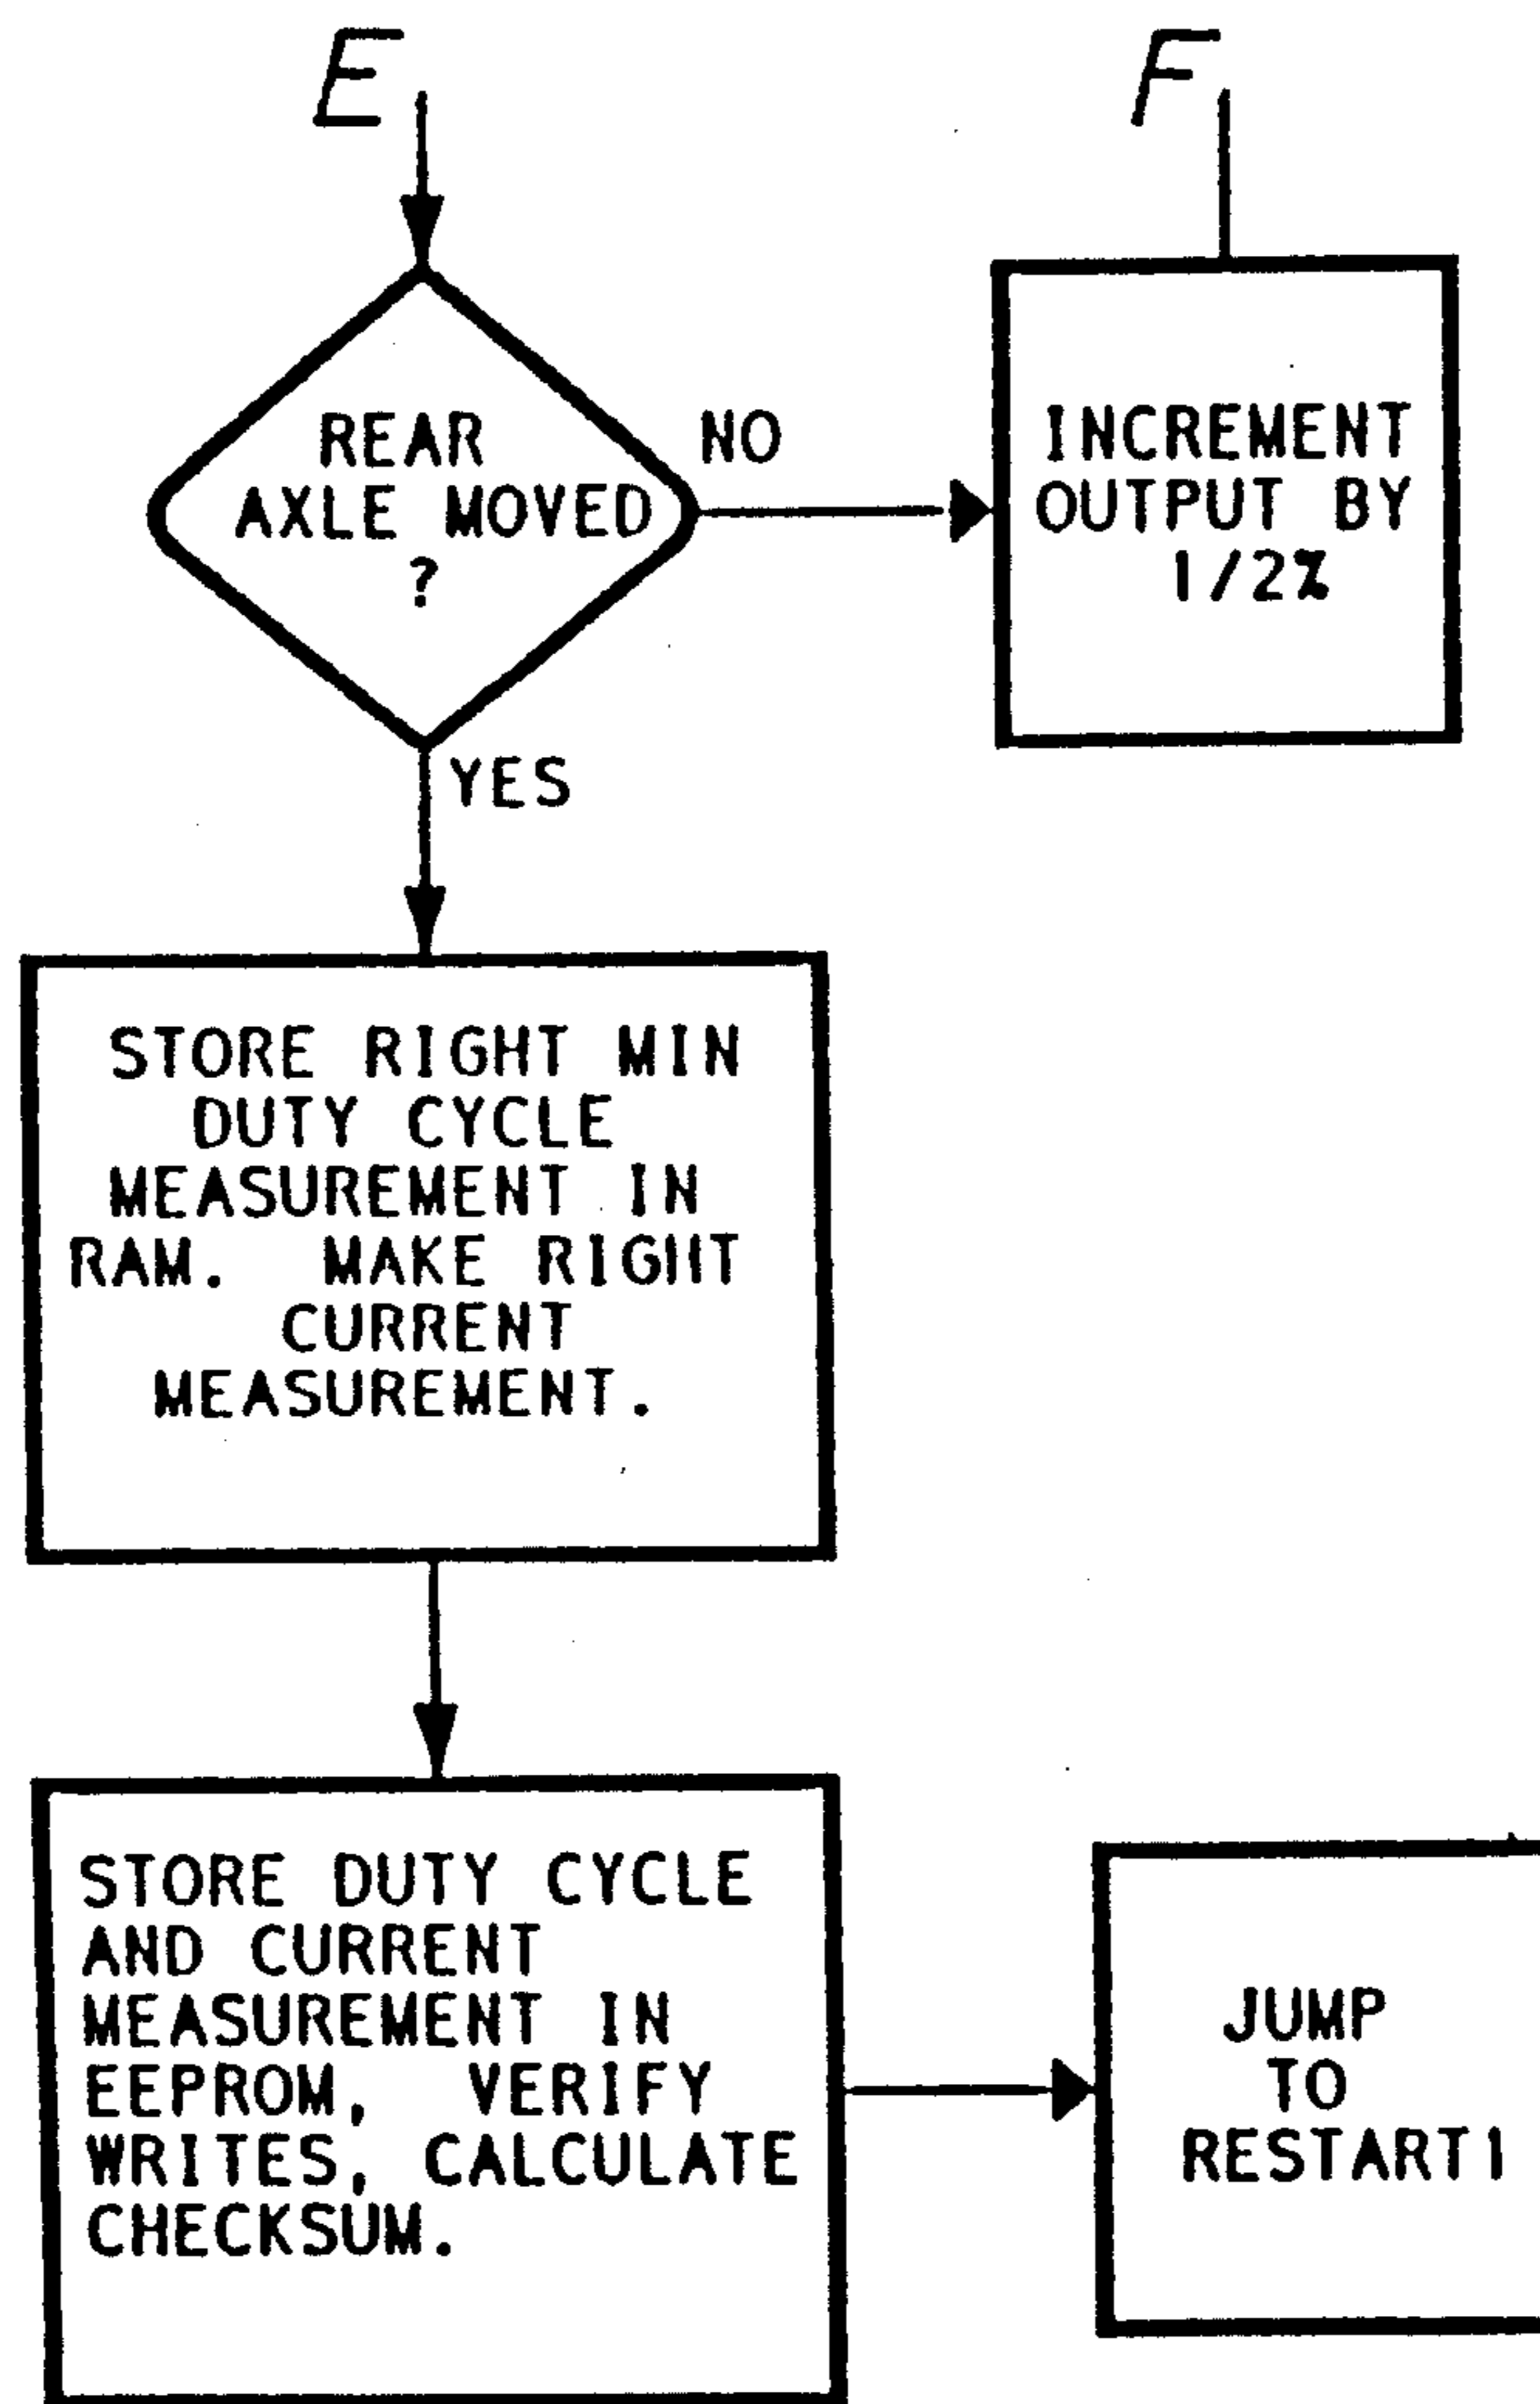 E
F
REAR
AXLE MOVED
?
NO
INCREMENT
OUTPUT BY
1/2%
YES
STORE RIGHT MIN
DUTY CYCLE
MEASUREMENT IN
RAM. MAKE RIGHT
CURRENT
MEASUREMENT.
STORE DUTY CYCLE
AND CURRENT
MEASUREMENT IN
EEPROM, VERIFY
WRITES, CALCULATE
CHECKSUM.
JUMP
TO
RESTART1